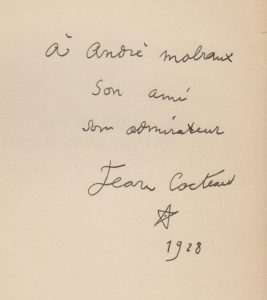 À André malraux
son ami
son admirateur
Jean Cocteau
1928